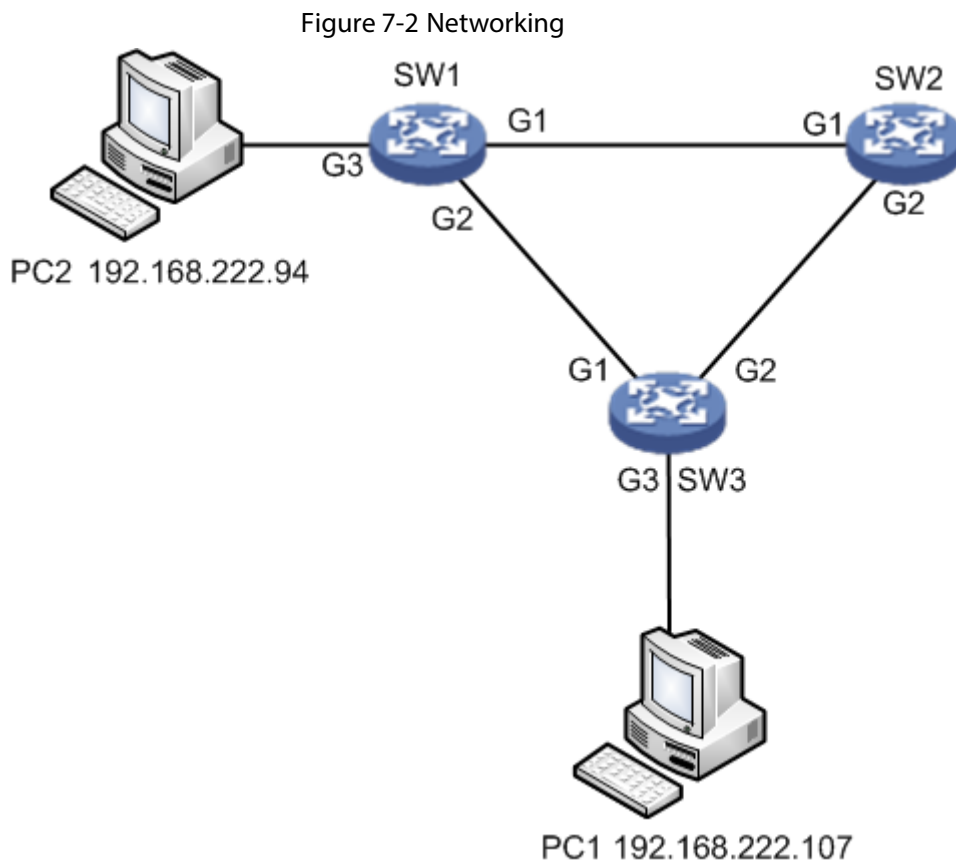 Figure 7-2 Networking
SW1
SW2
G1
G1
G3
G2
G2
PC2 192.168.222.94
G1
G2
G3
SW3
PC1 192.168.222.107